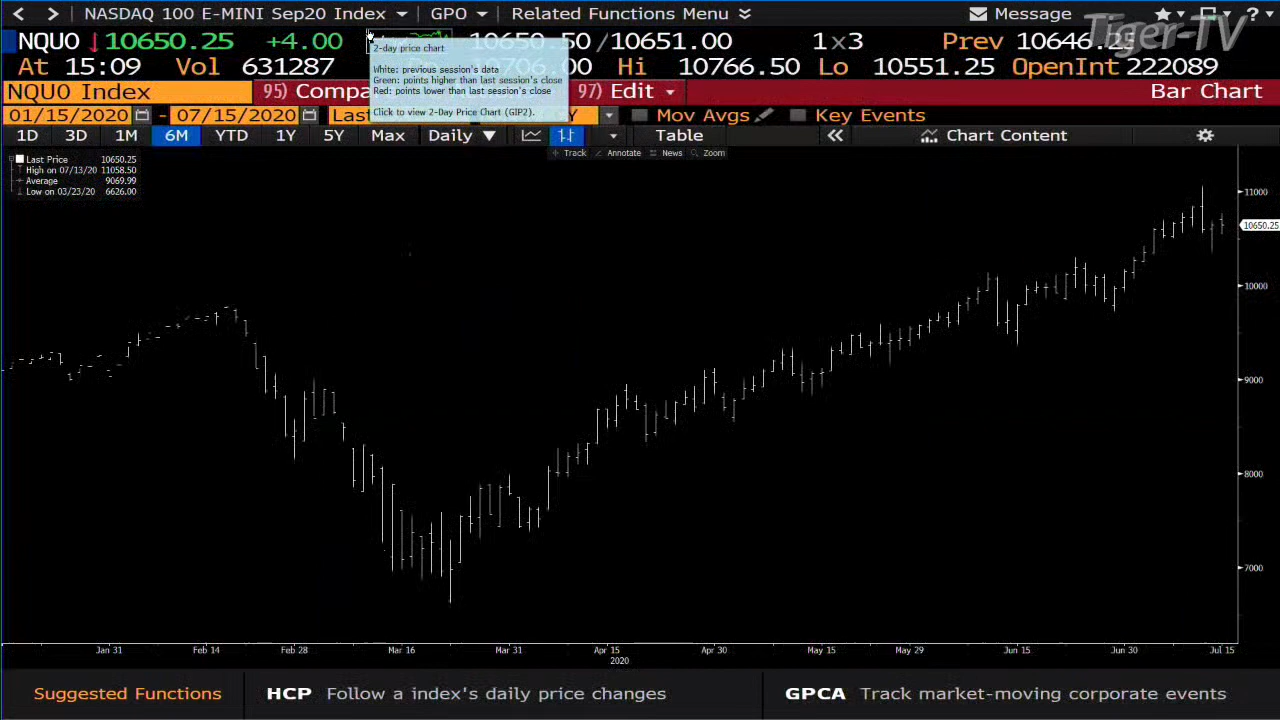 NASDAQ 100 E-MINI Sep20 Index GPO Related Functions Menu Message
Tiger-TV
NQU0 ↓10650.25 +4.00 10650.50 /10651.00 1×3 Prev 10646.25
At 15:09 Vol 631287 Hi 10766.50 Lo 10551.25 OpenInt 222089
2-day price chart
White: previous session's data
Green: points higher than last session's close
Red: points lower than last session's close
Click to view 2-Day Price Chart (GIP2).
NQU0 Index 95) Compa 97) Edit Bar Chart
01/15/2020 - 07/15/2020 Last Mov Avgs Key Events
1D 3D 1M 6M YTD 1Y 5Y Max Daily ▼ Table « Chart Content
+ Track Annotate News Zoom
Last Price 10650.25
High on 07/13/20 11058.50
Average 9069.99
Low on 03/23/20 6626.00
11000
10650.25
10000
9000
8000
7000
Jan 31 Feb 14 Feb 28 Mar 16 Mar 31 Apr 15 Apr 30 May 15 May 29 Jun 15 Jun 30 Jul 15
2020
Suggested Functions HCP Follow a index's daily price changes GPCA Track market-moving corporate events